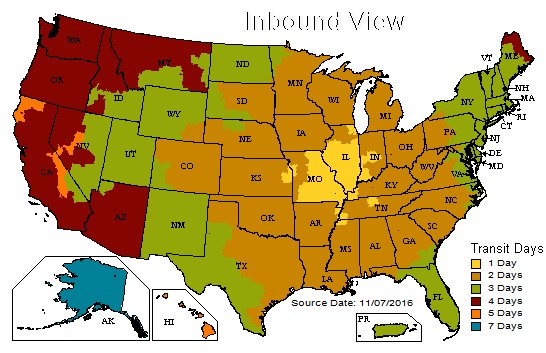 Inbound View
WA
OR
MT
ID
ND
MN
SD
WY
WI
MI
VT
ME
NH
MA
RI
CT
NY
NJ
DE
MD
PA
NV
UT
CO
NE
IA
IL
IN
OH
WV
VA
CA
AZ
NM
KS
MO
KY
OK
AR
TN
NC
SC
TX
LA
MS
AL
GA
FL
AK
HI
PR
Source Date: 11/07/2016
Transit Days
1 Day
2 Days
3 Days
4 Days
5 Days
7 Days